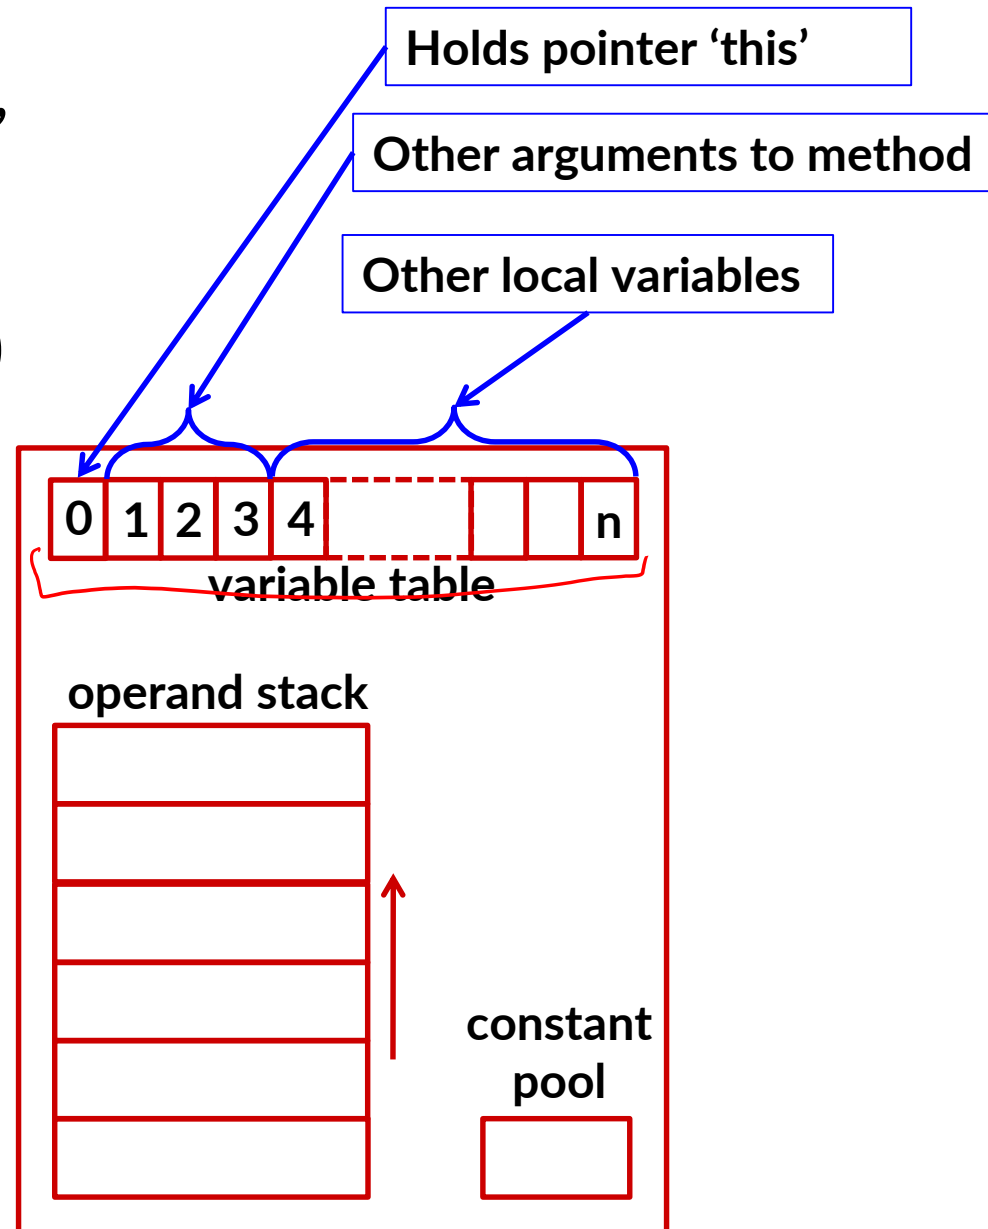 Holds pointer ‘this’
,
Other arguments to method
Other local variables
)
0 1 2 3 4 n
variable table
operand stack
constant
pool